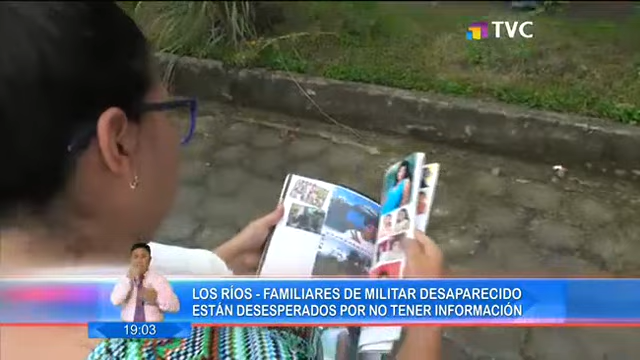 TVC
LOS RÍOS - FAMILIARES DE MILITAR DESAPARECIDO
ESTÁN DESESPERADOS POR NO TENER INFORMACIÓN
19:03